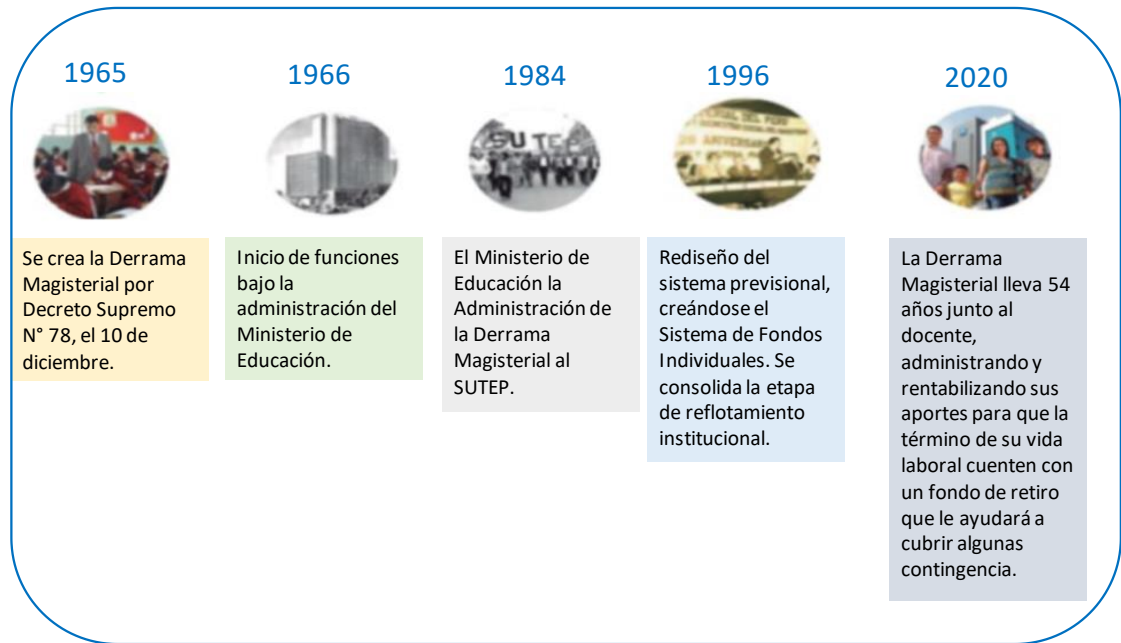 1965
1966
1984
1996
2020
SUTEP
Se crea la Derrama
Magisterial por
Decreto Supremo
N° 78, el 10 de
diciembre.
Inicio de funciones
bajo la
administración del
Ministerio de
Educación.
El Ministerio de
Educación la
Administración de
la Derrama
Magisterial al
SUTEP.
Rediseño del
sistema previsional,
creándose el
Sistema de Fondos
Individuales. Se
consolida la etapa
de reflotamiento
institucional.
La Derrama
Magisterial lleva 54
años junto al
docente,
administrando y
rentabilizando sus
aportes para que la
término de su vida
laboral cuenten con
un fondo de retiro
que le ayudará a
cubrir algunas
contingencia.